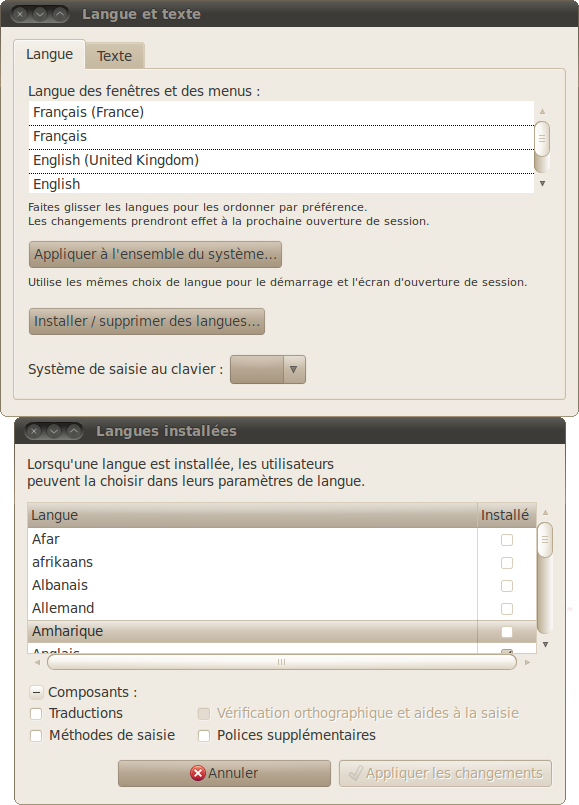 Langue et texte
Langue
Texte
Langue des fenêtres et des menus :
Français (France)
Français
English (United Kingdom)
English
Faites glisser les langues pour les ordonner par préférence.
Les changements prendront effet à la prochaine ouverture de session.
Appliquer à l'ensemble du système...
Utilise les mêmes choix de langue pour le démarrage et l'écran d'ouverture de session.
Installer / supprimer des langues...
Système de saisie au clavier :
Langues installées
Lorsqu'une langue est installée, les utilisateurs
peuvent la choisir dans leurs paramètres de langue.
Langue Installé
Afar
afrikaans
Albanais
Allemand
Amharique
Anglais
Composants :
Traductions Vérification orthographique et aides à la saisie
Méthodes de saisie Polices supplémentaires
Annuler Appliquer les changements